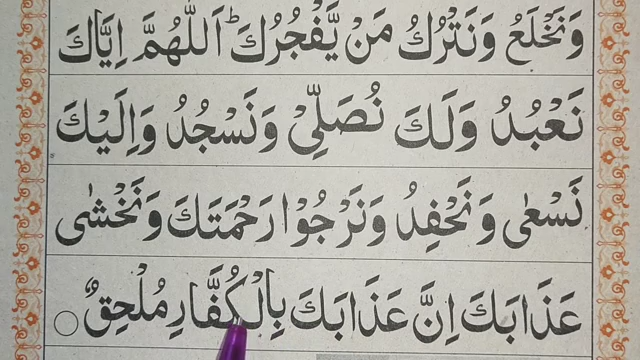 وَنَخْلَعُ وَنَتْرُكُ مَنْ يَّفْجُرُكَ ؕ اَللّٰهُمَّ اِيَّاكَ
نَعْبُدُ وَلَكَ نُصَلِّيْ وَنَسْجُدُ وَاِلَيْكَ
نَسْعٰى وَنَحْفِدُ وَنَرْجُوْا رَحْمَتَكَ وَنَخْشٰى
عَذَابَكَ اِنَّ عَذَابَكَ بِالْكُفَّارِ مُلْحِقٌ ○